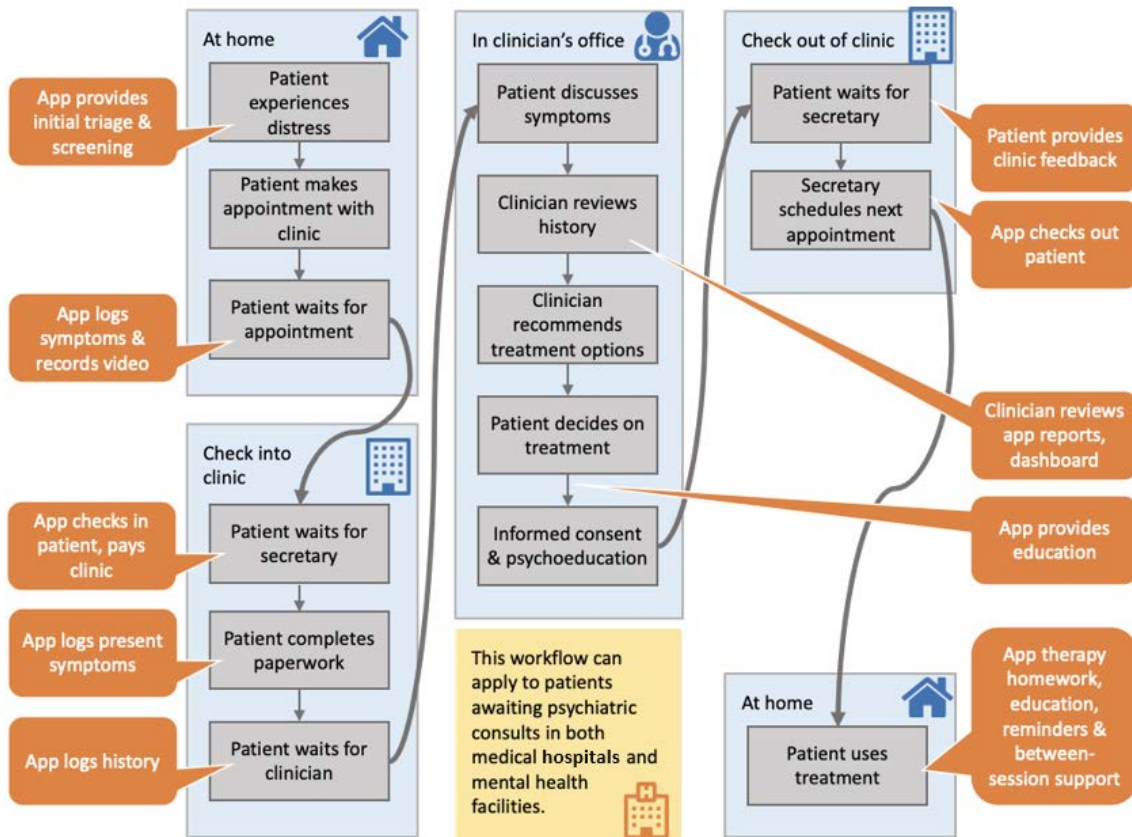 At home
Patient
experiences
distress
Patient makes
appointment with
clinic
Patient waits for
appointment
App provides
initial triage &
screening
App logs
symptoms &
records video
Check into
clinic
Patient waits for
secretary
Patient completes
paperwork
Patient waits for
clinician
App checks in
patient, pays
clinic
App logs present
symptoms
App logs history
In clinician's office
Patient discusses
symptoms
Clinician reviews
history
Clinician
recommends
treatment options
Patient decides on
treatment
Informed consent
& psychoeducation
This workflow can
apply to patients
awaiting psychiatric
consults in both
medical hospitals and
mental health
facilities.
H
Check out of clinic
Patient waits for
secretary
Secretary
schedules next
appointment
Patient provides
clinic feedback
App checks out
patient
Clinician reviews
app reports,
dashboard
App provides
education
At home
Patient uses
treatment
App therapy
homework,
education,
reminders &
between-
session support